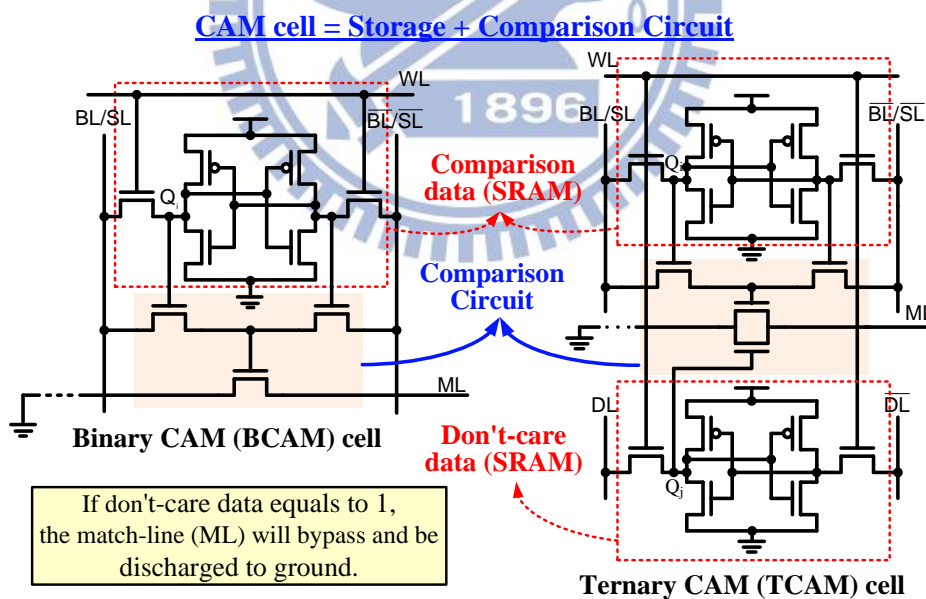 CAM cell = Storage + Comparison Circuit
WL
WL
1896
BL/SL
BL/SL
BL/SL
BL/SL
Comparison
data (SRAM)
Qi
Qi
Comparison
Circuit
ML
ML
DL
DL
Binary CAM (BCAM) cell
Don't-care
data (SRAM)
Qj
If don't-care data equals to 1,
the match-line (ML) will bypass and be
discharged to ground.
Ternary CAM (TCAM) cell